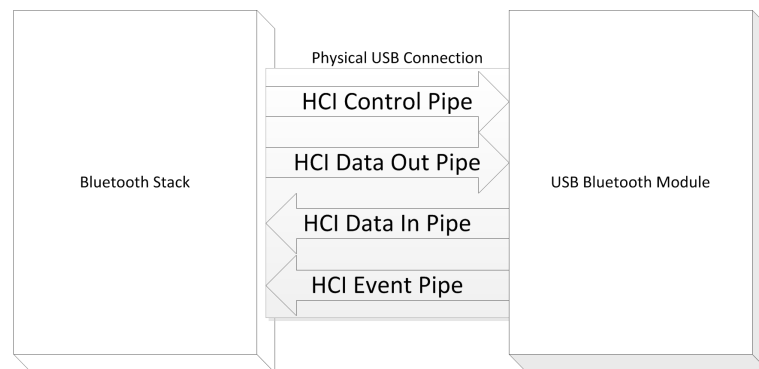 Physical USB Connection
HCI Control Pipe
HCI Data Out Pipe
Bluetooth Stack
USB Bluetooth Module
HCI Data In Pipe
HCI Event Pipe